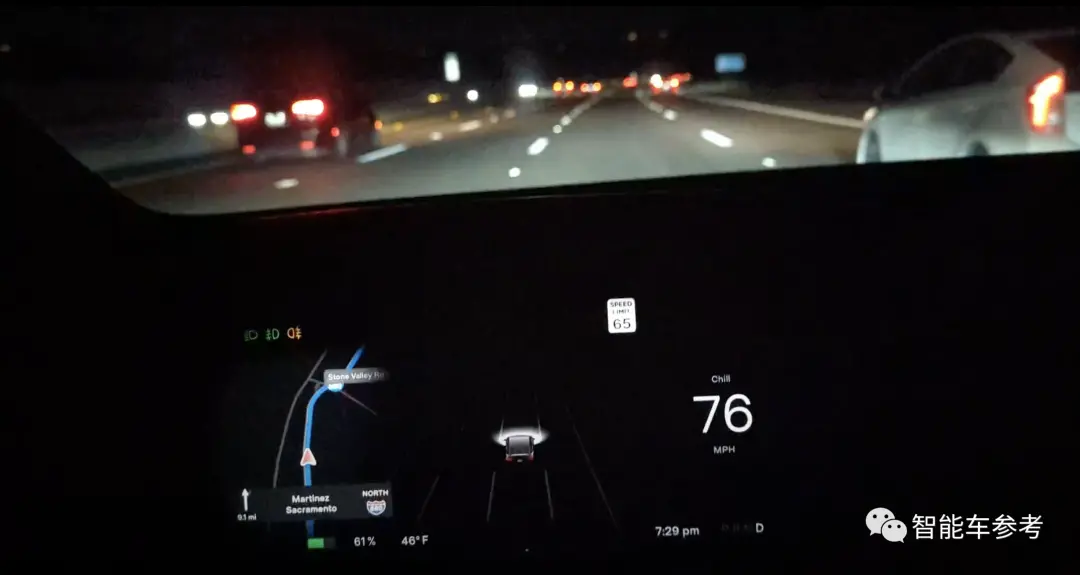 SPEED
LIMIT
65
Stone Valley R
Chill
76
MPH
Martinez
Sacramento
NORTH
680
0.1 mi
61%
46°F
7:29 pm
D
智能车参考